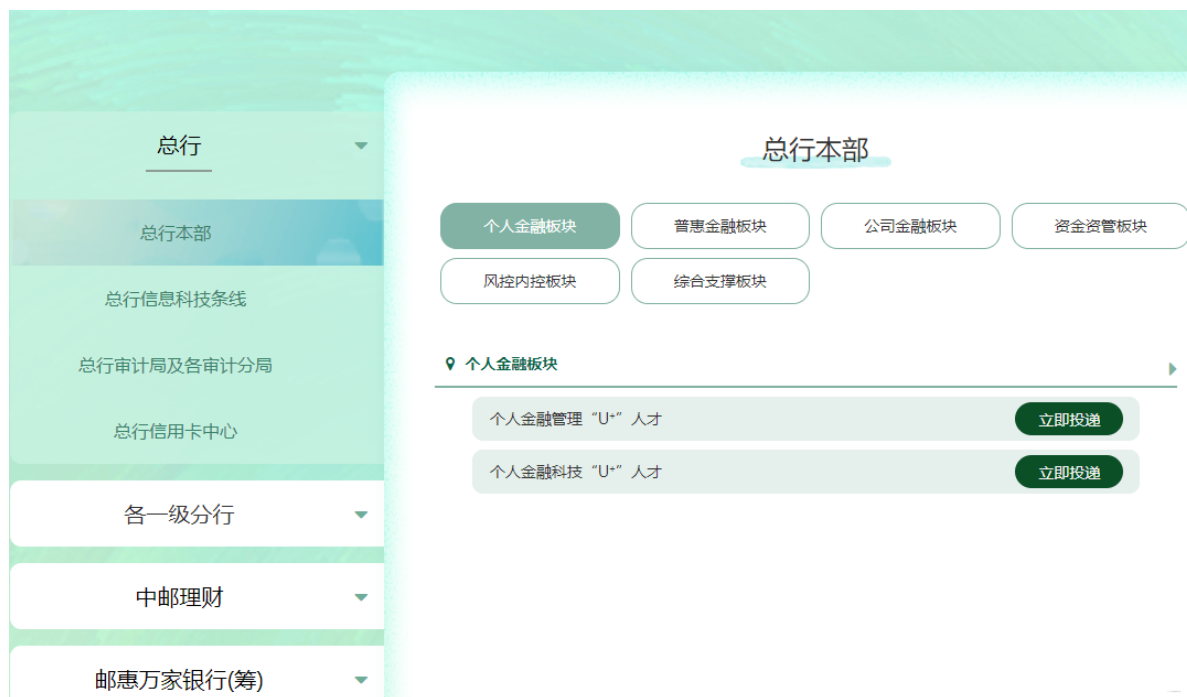 总行
总行本部
总行信息科技条线
总行审计局及各审计分局
总行信用卡中心
各一级分行
中邮理财
邮惠万家银行(筹)
总行本部
个人金融板块
普惠金融板块
公司金融板块
资金资管板块
风控内控板块
综合支撑板块
个人金融板块
个人金融管理“U⁺”人才
立即投递
个人金融科技“U⁺”人才
立即投递